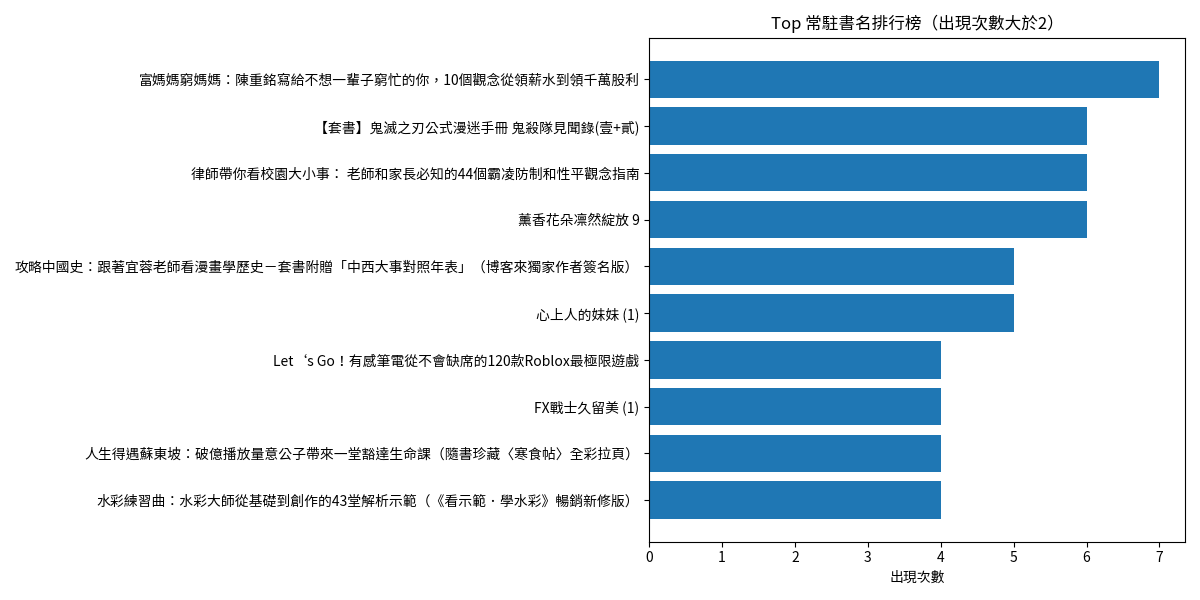 Top 常駐書名排行榜（出現次數大於2）
富媽媽窮媽媽：陳重銘寫給不想一輩子窮忙的你，10個觀念從領薪水到領千萬股利
【套書】鬼滅之刃公式漫迷手冊 鬼殺隊見聞錄(壹+貳)
律師帶你看校園大小事： 老師和家長必知的44個霸凌防制和性平觀念指南
薰香花朵凛然綻放 9
攻略中國史：跟著宜蓉老師看漫畫學歷史－套書附贈「中西大事對照年表」（博客來獨家作者簽名版）
心上人的妹妹 (1)
Let‘s Go！有感筆電從不會缺席的120款Roblox最極限遊戲
FX戰士久留美 (1)
人生得遇蘇東坡：破億播放量意公子帶來一堂豁達生命課（隨書珍藏〈寒食帖〉全彩拉頁）
水彩練習曲：水彩大師從基礎到創作的43堂解析示範（《看示範．學水彩》暢銷新修版）
0 1 2 3 4 5 6 7
出現次數